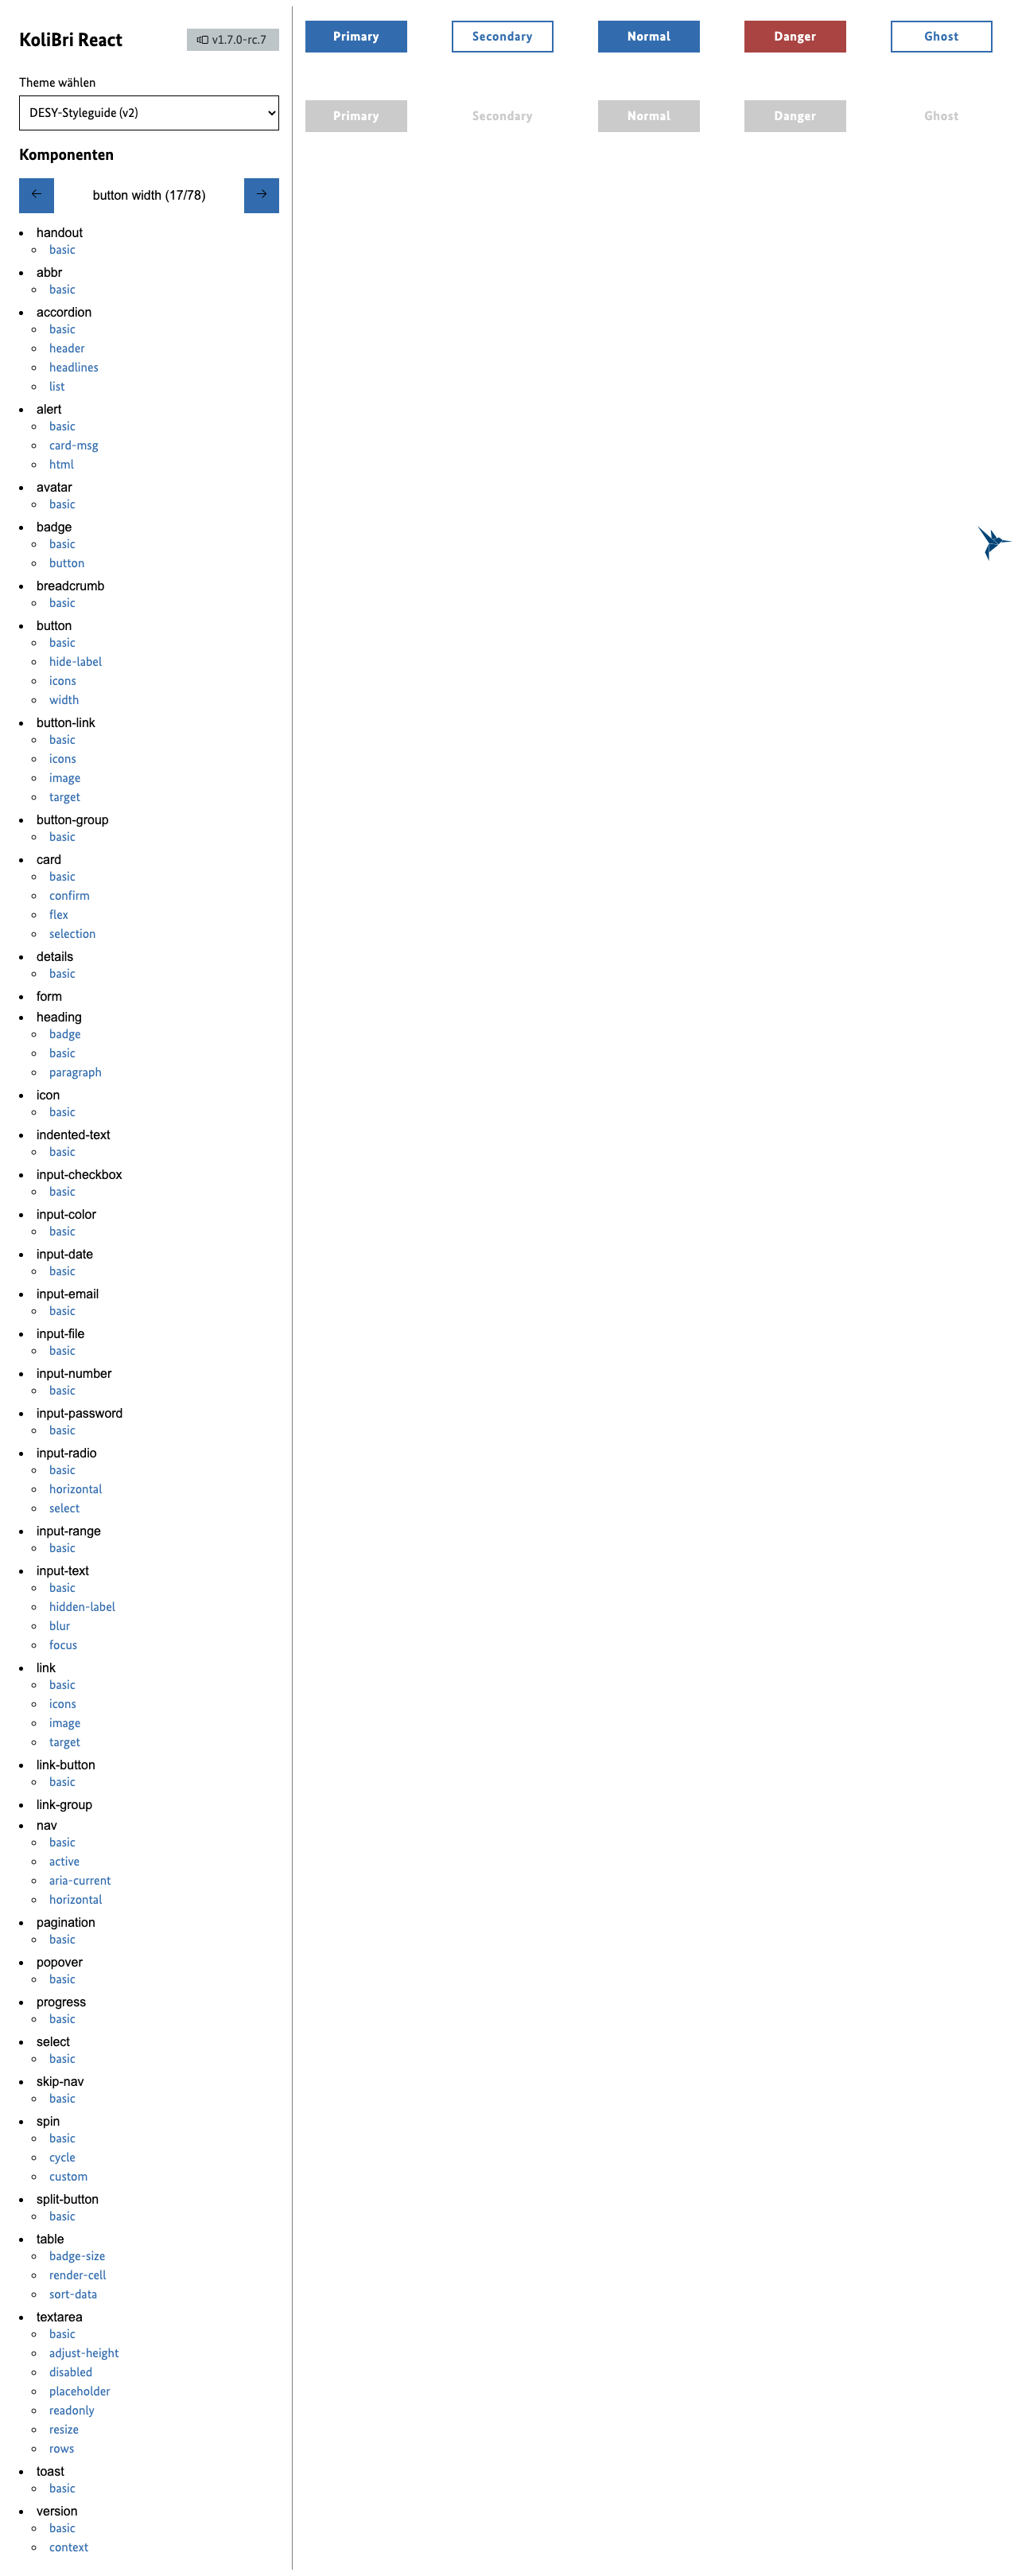 KoliBri React
v1.7.0-rc.7
Theme wählen
DESY-Styleguide (v2)
Komponenten
← button width (17/78) →
handout
basic
abbr
basic
accordion
basic
header
headlines
list
alert
basic
card-msg
html
avatar
basic
badge
basic
button
breadcrumb
basic
button
basic
hide-label
icons
width
button-link
basic
icons
image
target
button-group
basic
card
basic
confirm
flex
selection
details
basic
form
heading
badge
basic
paragraph
icon
basic
indented-text
basic
input-checkbox
basic
input-color
basic
input-date
basic
input-email
basic
input-file
basic
input-number
basic
input-password
basic
input-radio
basic
horizontal
select
input-range
basic
input-text
basic
hidden-label
blur
focus
link
basic
icons
image
target
link-button
basic
link-group
nav
basic
active
aria-current
horizontal
pagination
basic
popover
basic
progress
basic
select
basic
skip-nav
basic
spin
basic
cycle
custom
split-button
basic
table
badge-size
render-cell
sort-data
textarea
basic
adjust-height
disabled
placeholder
readonly
resize
rows
toast
basic
version
basic
context
Primary Secondary Normal Danger Ghost
Primary Secondary Normal Danger Ghost